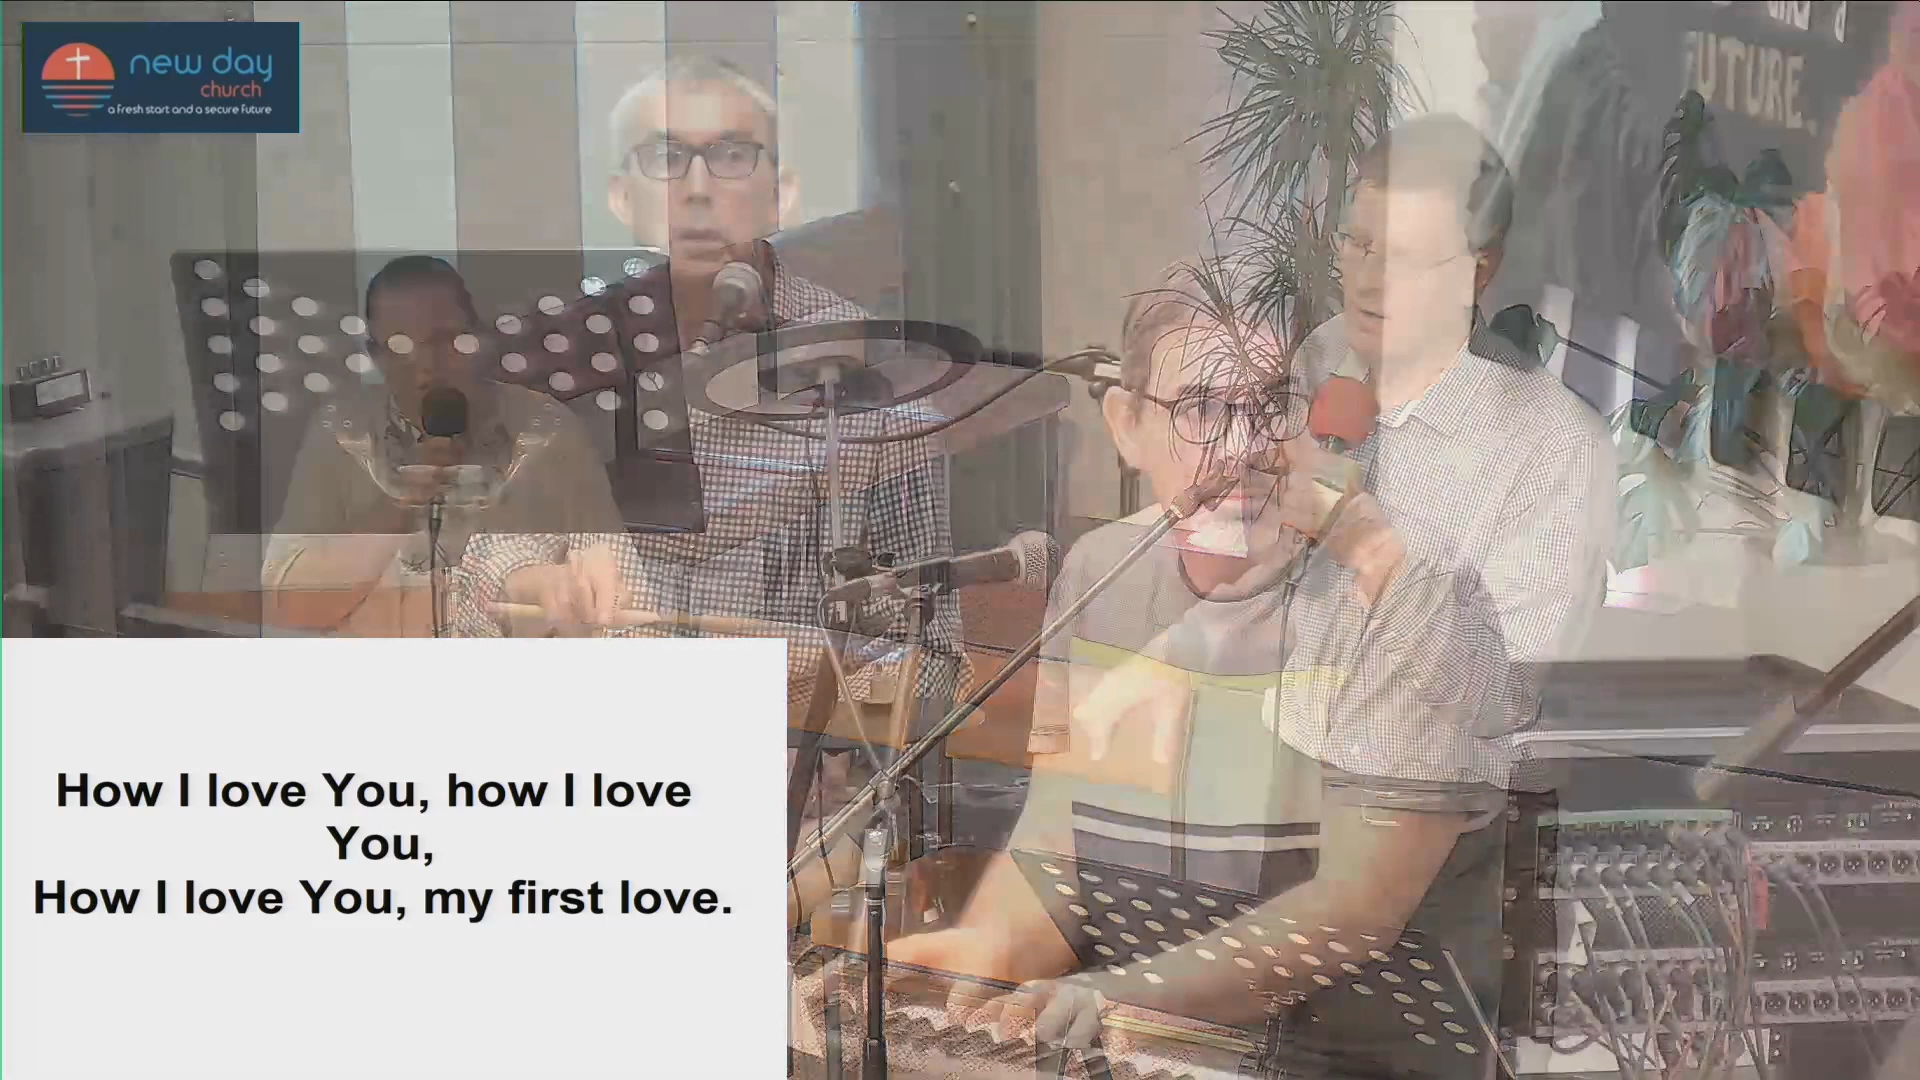 new day
church
a fresh start and a secure future
UTURE.
How I love You, how I love
You,
How I love You, my first love.